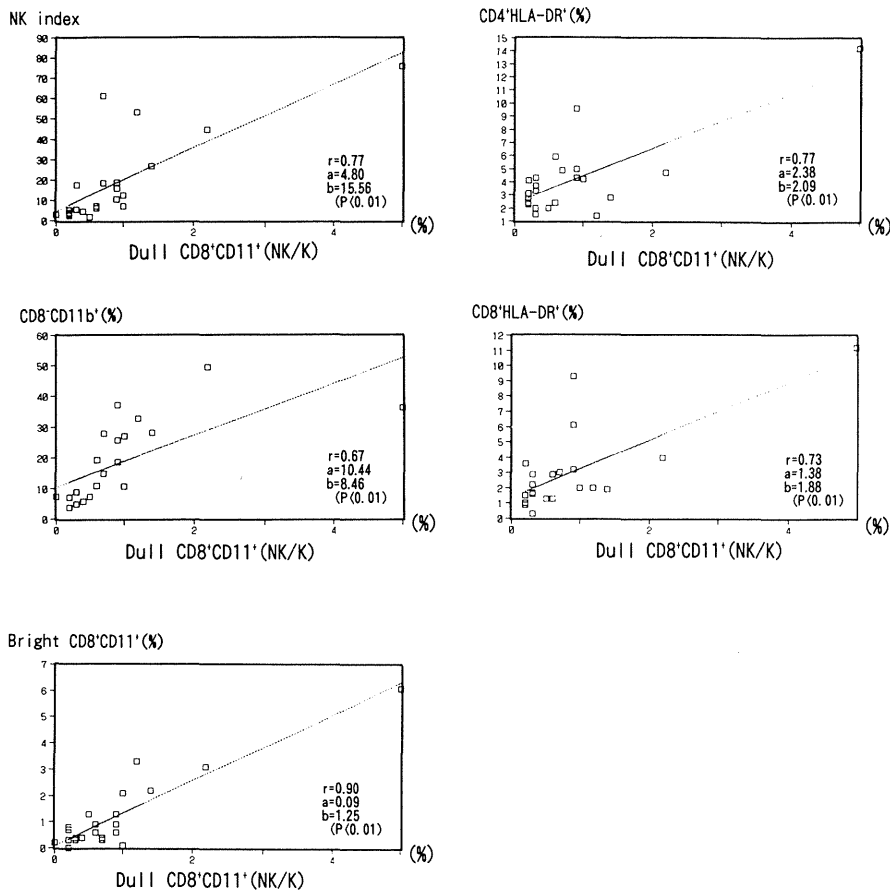 NK index
90
80
70
60
50
40
30
20
10
0
r=0.77
a=4.80
b=15.56
(P<0.01)
0 2 4 (%)
Dull CD8⁺CD11⁺(NK/K)
CD4⁺HLA-DR⁺(%)
15
14
13
12
11
10
9
8
7
6
5
4
3
2
1
r=0.77
a=2.38
b=2.09
(P<0.01)
0 2 4 (%)
Dull CD8⁺CD11⁺(NK/K)
CD8⁻CD11b⁺(%)
60
50
40
30
20
10
0
r=0.67
a=10.44
b=8.46
(P<0.01)
0 2 4 (%)
Dull CD8⁺CD11⁺(NK/K)
CD8⁺HLA-DR⁺(%)
12
11
10
9
8
7
6
5
4
3
2
1
0
r=0.73
a=1.38
b=1.88
(P<0.01)
0 2 4 (%)
Dull CD8⁺CD11⁺(NK/K)
Bright CD8⁺CD11⁺(%)
7
6
5
4
3
2
1
0
r=0.90
a=0.09
b=1.25
(P<0.01)
0 2 4 6 (%)
Dull CD8⁺CD11⁺(NK/K)